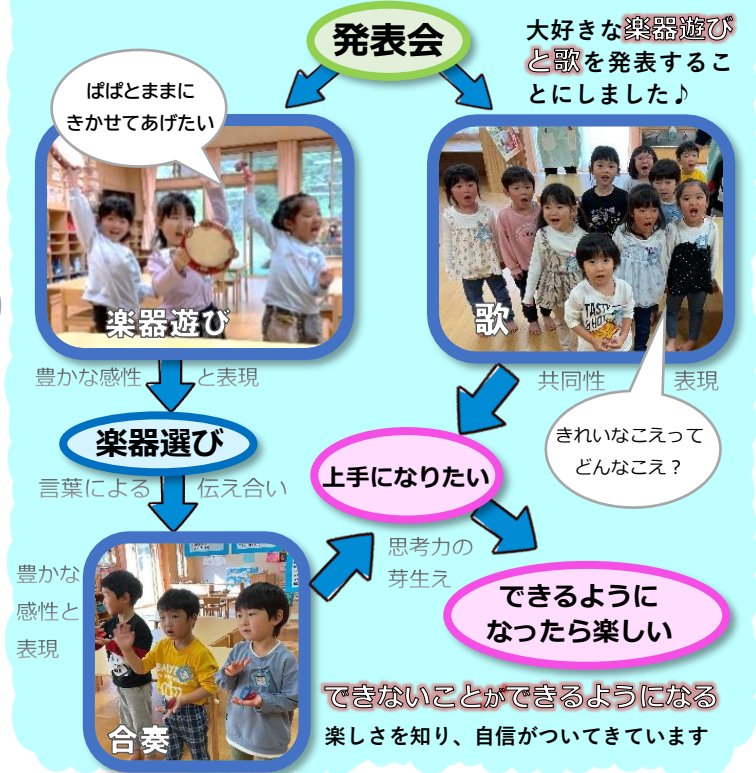 発表会
大好きな楽器遊び
と歌を発表するこ
とにしました♪
ぱぱとままに
きかせてあげたい
楽器遊び
歌
豊かな感性 と表現
共同性 表現
きれいなこえって
どんなこえ？
楽器選び
上手になりたい
言葉による 伝え合い
思考力の
芽生え
豊かな
感性と
表現
合奏
できるように
なったら楽しい
できないことができるようになる
楽しさを知り、自信がついてきています